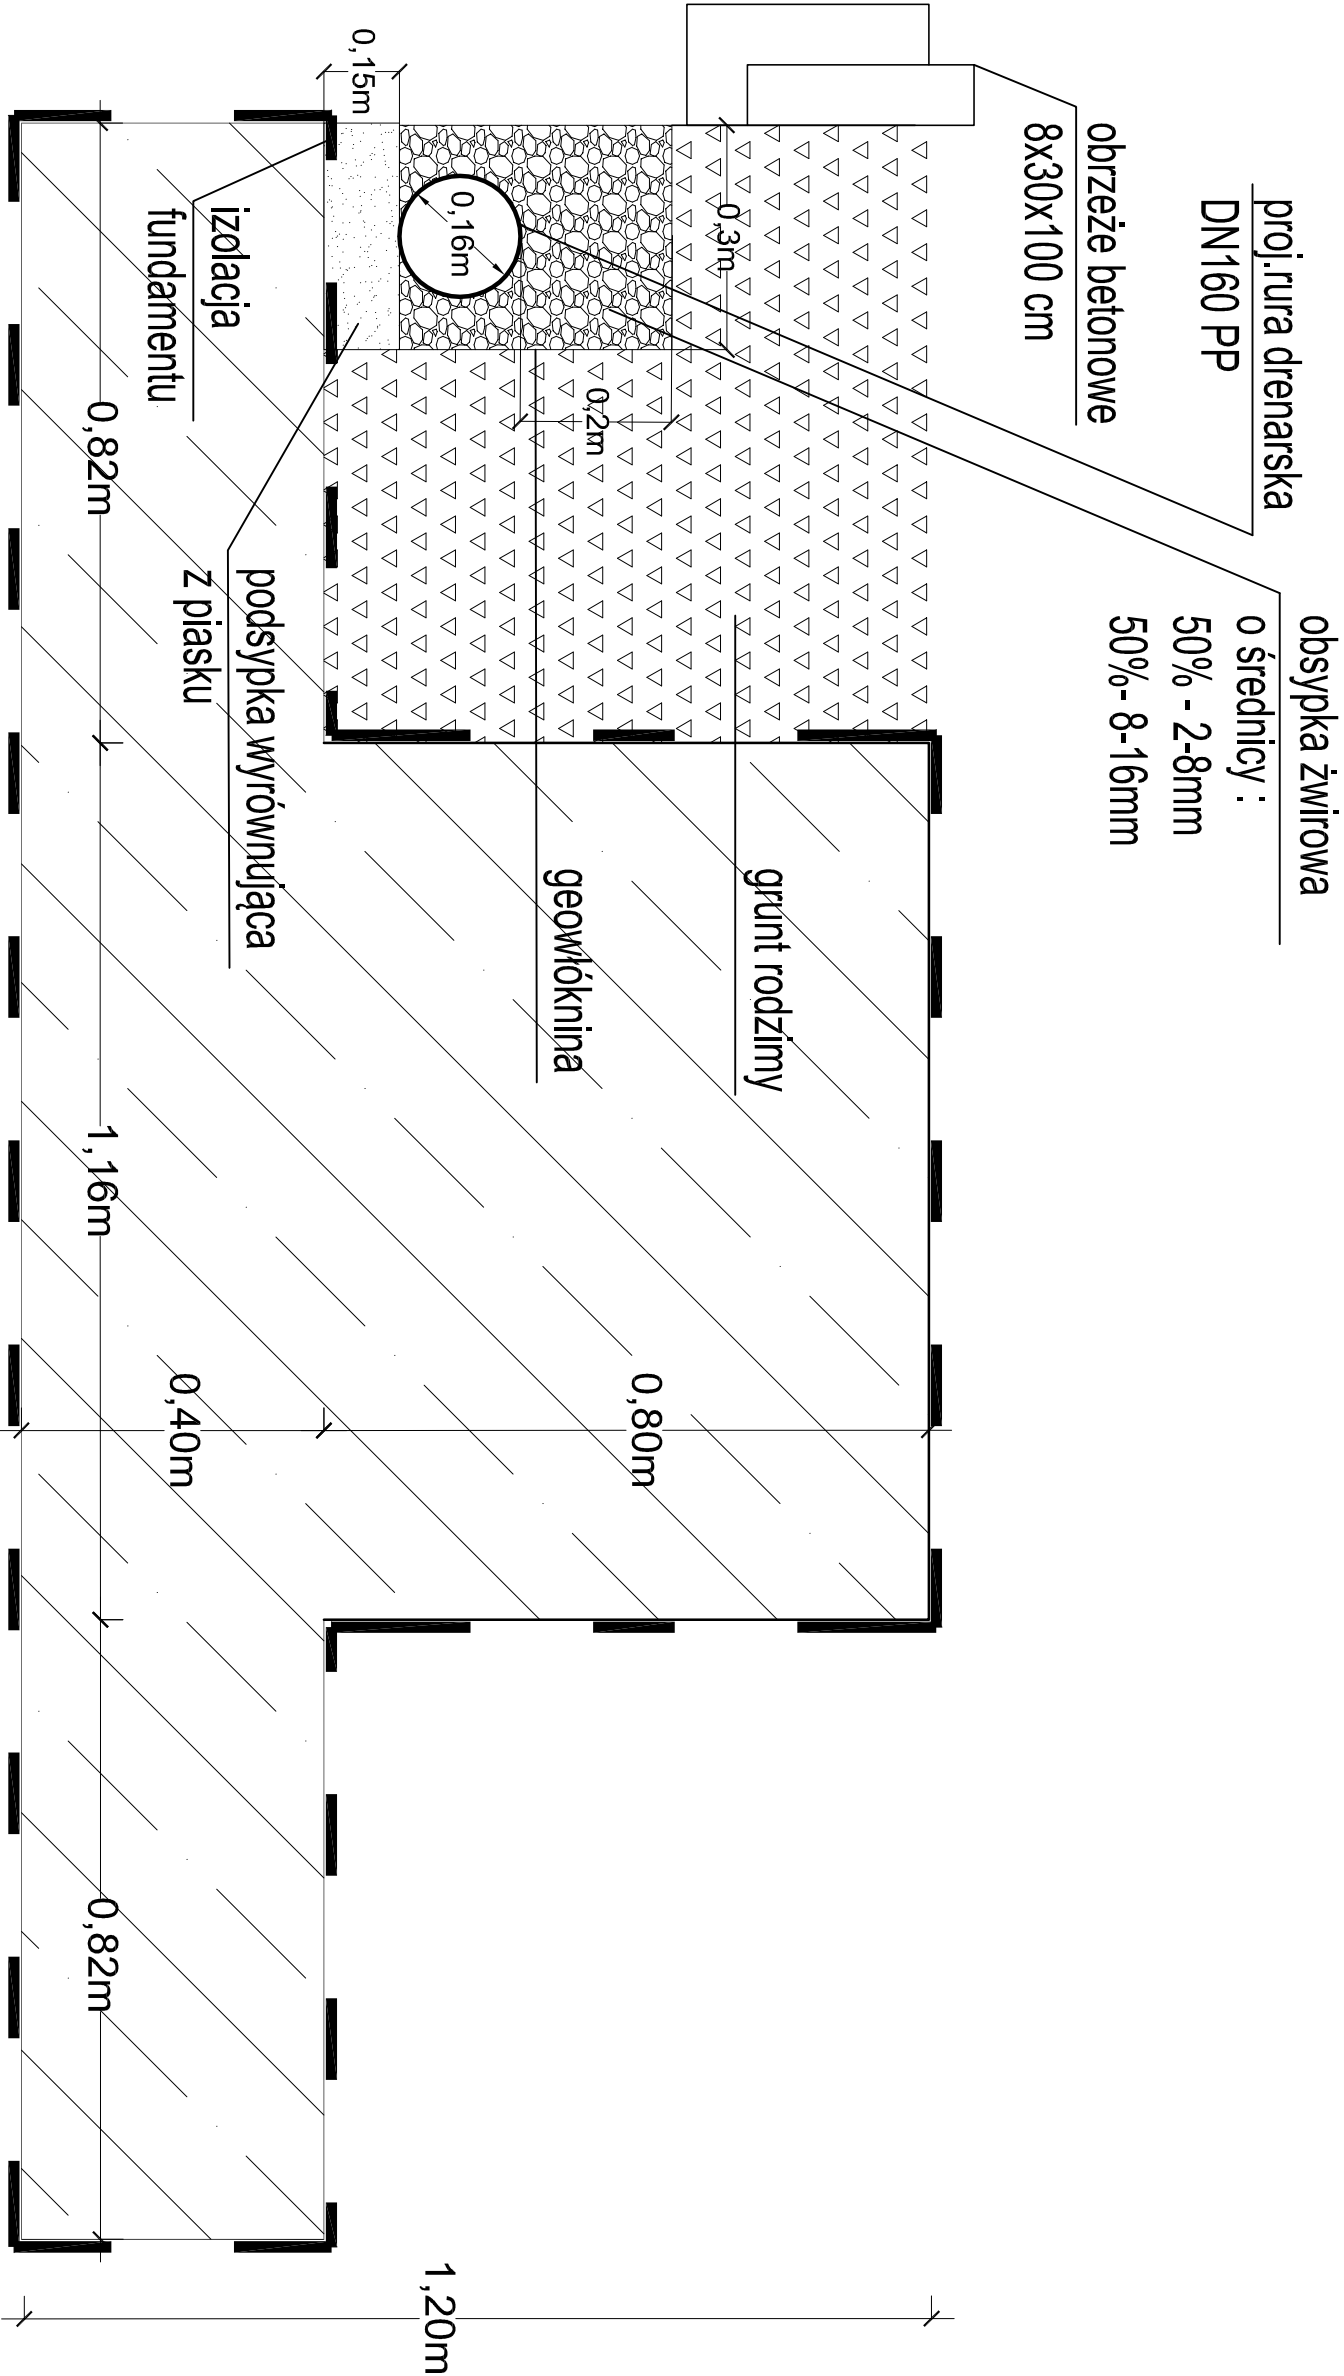 obsypka żwirowa
o średnicy :
50% - 2-8mm
50%- 8-16mm
proj.rura drenarska
DN160 PP
obrzeże betonowe
8x30x100 cm
grunt rodzimy
0,3m
0,80m
0,2m
geowłóknina
0,16m
1,20m
0,15m
podsypka wyrównująca
z piasku
izolacja
fundamentu
0,40m
0,82m
1,16m
0,82m